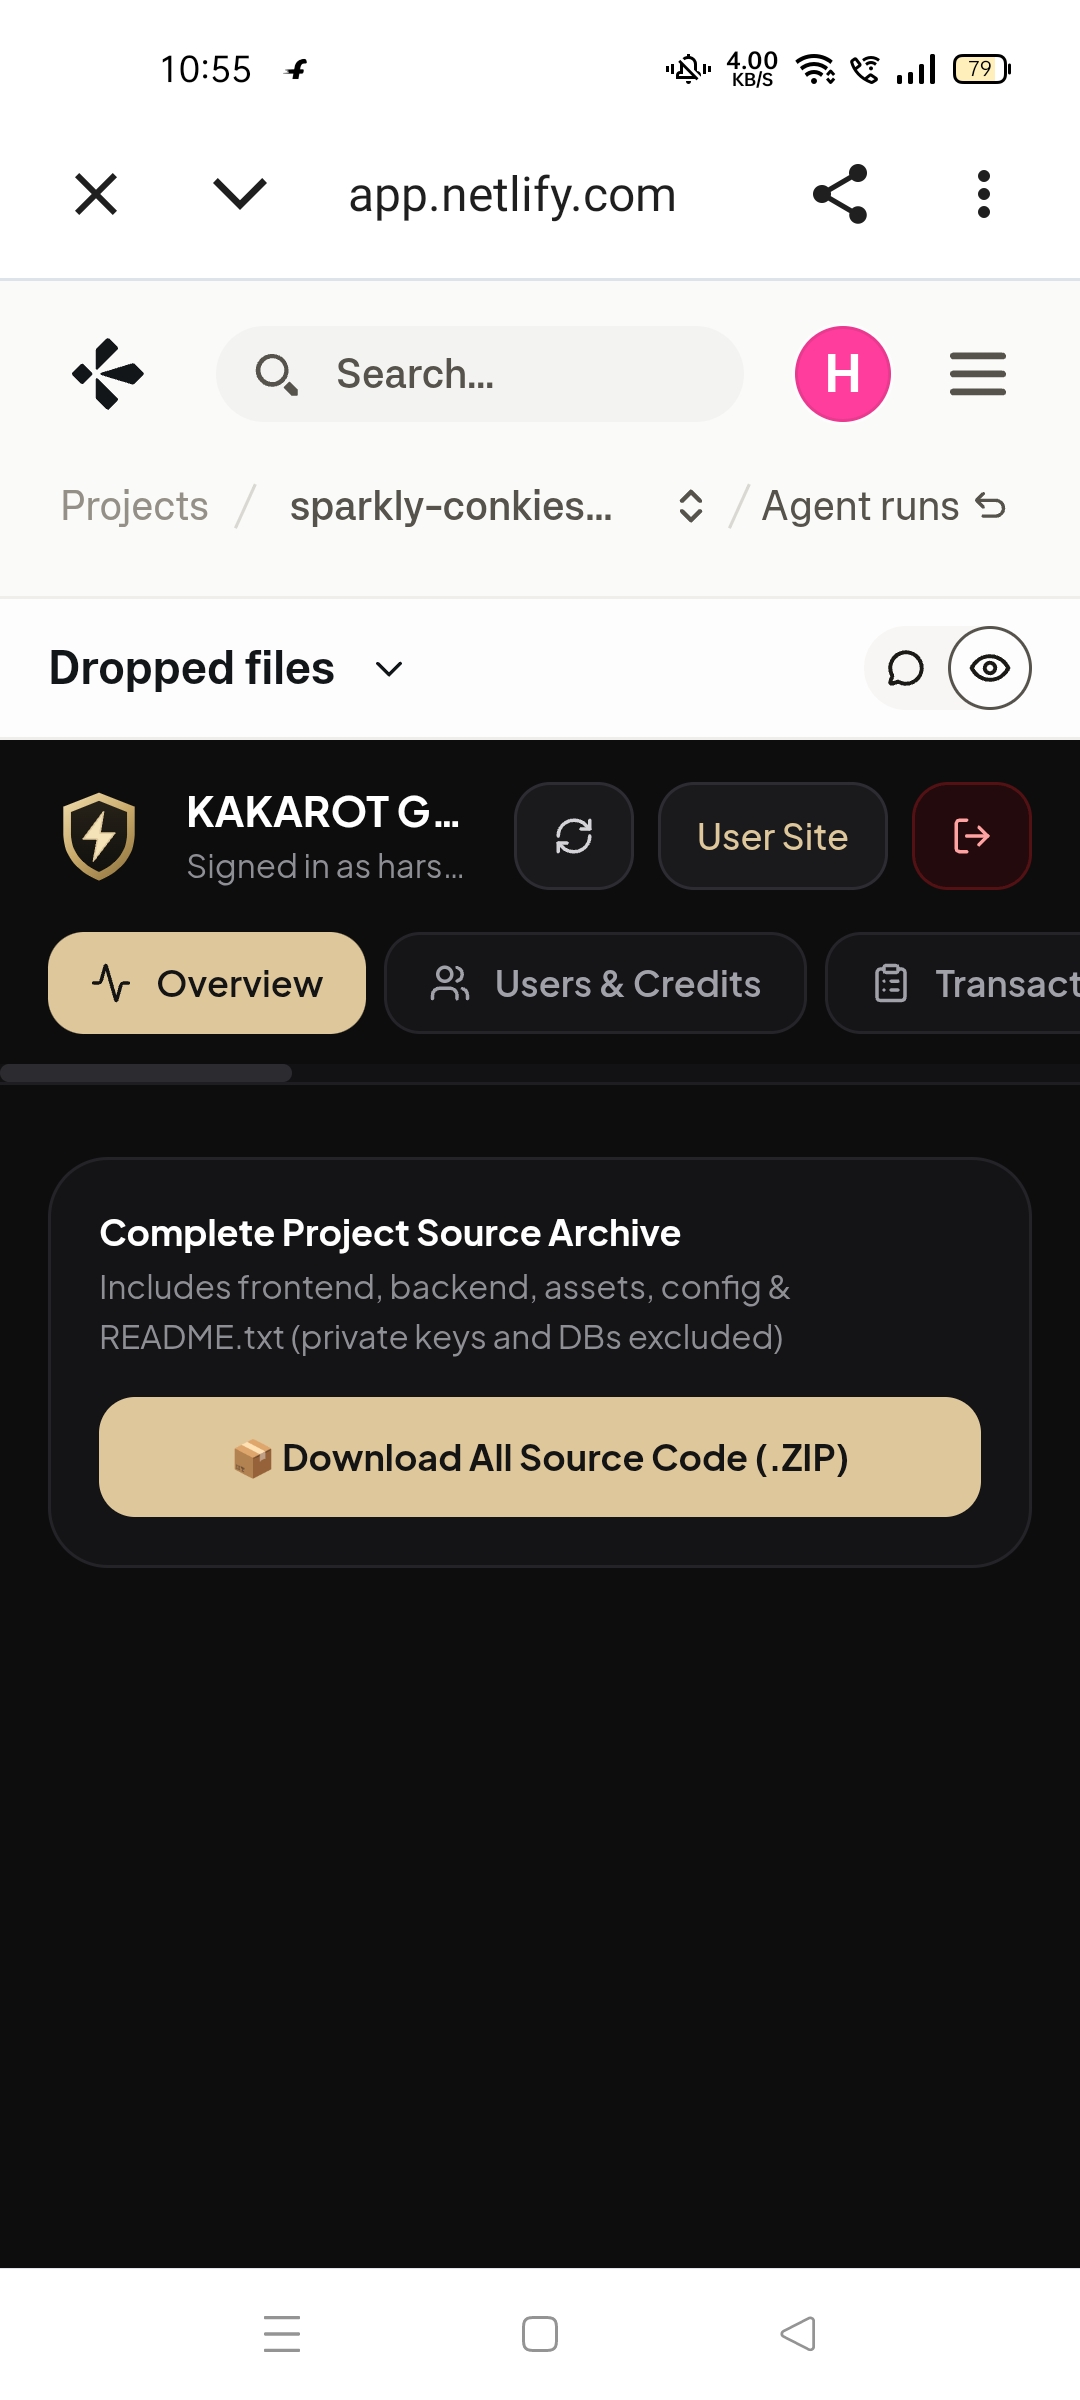 10:55
4.00
KB/S
79
app.netlify.com
Search...
H
Projects / sparkly-conkies... / Agent runs
Dropped files
KAKAROT G...
Signed in as hars...
User Site
Overview
Users & Credits
Transact
Complete Project Source Archive
Includes frontend, backend, assets, config &
README.txt (private keys and DBs excluded)
📦 Download All Source Code (.ZIP)